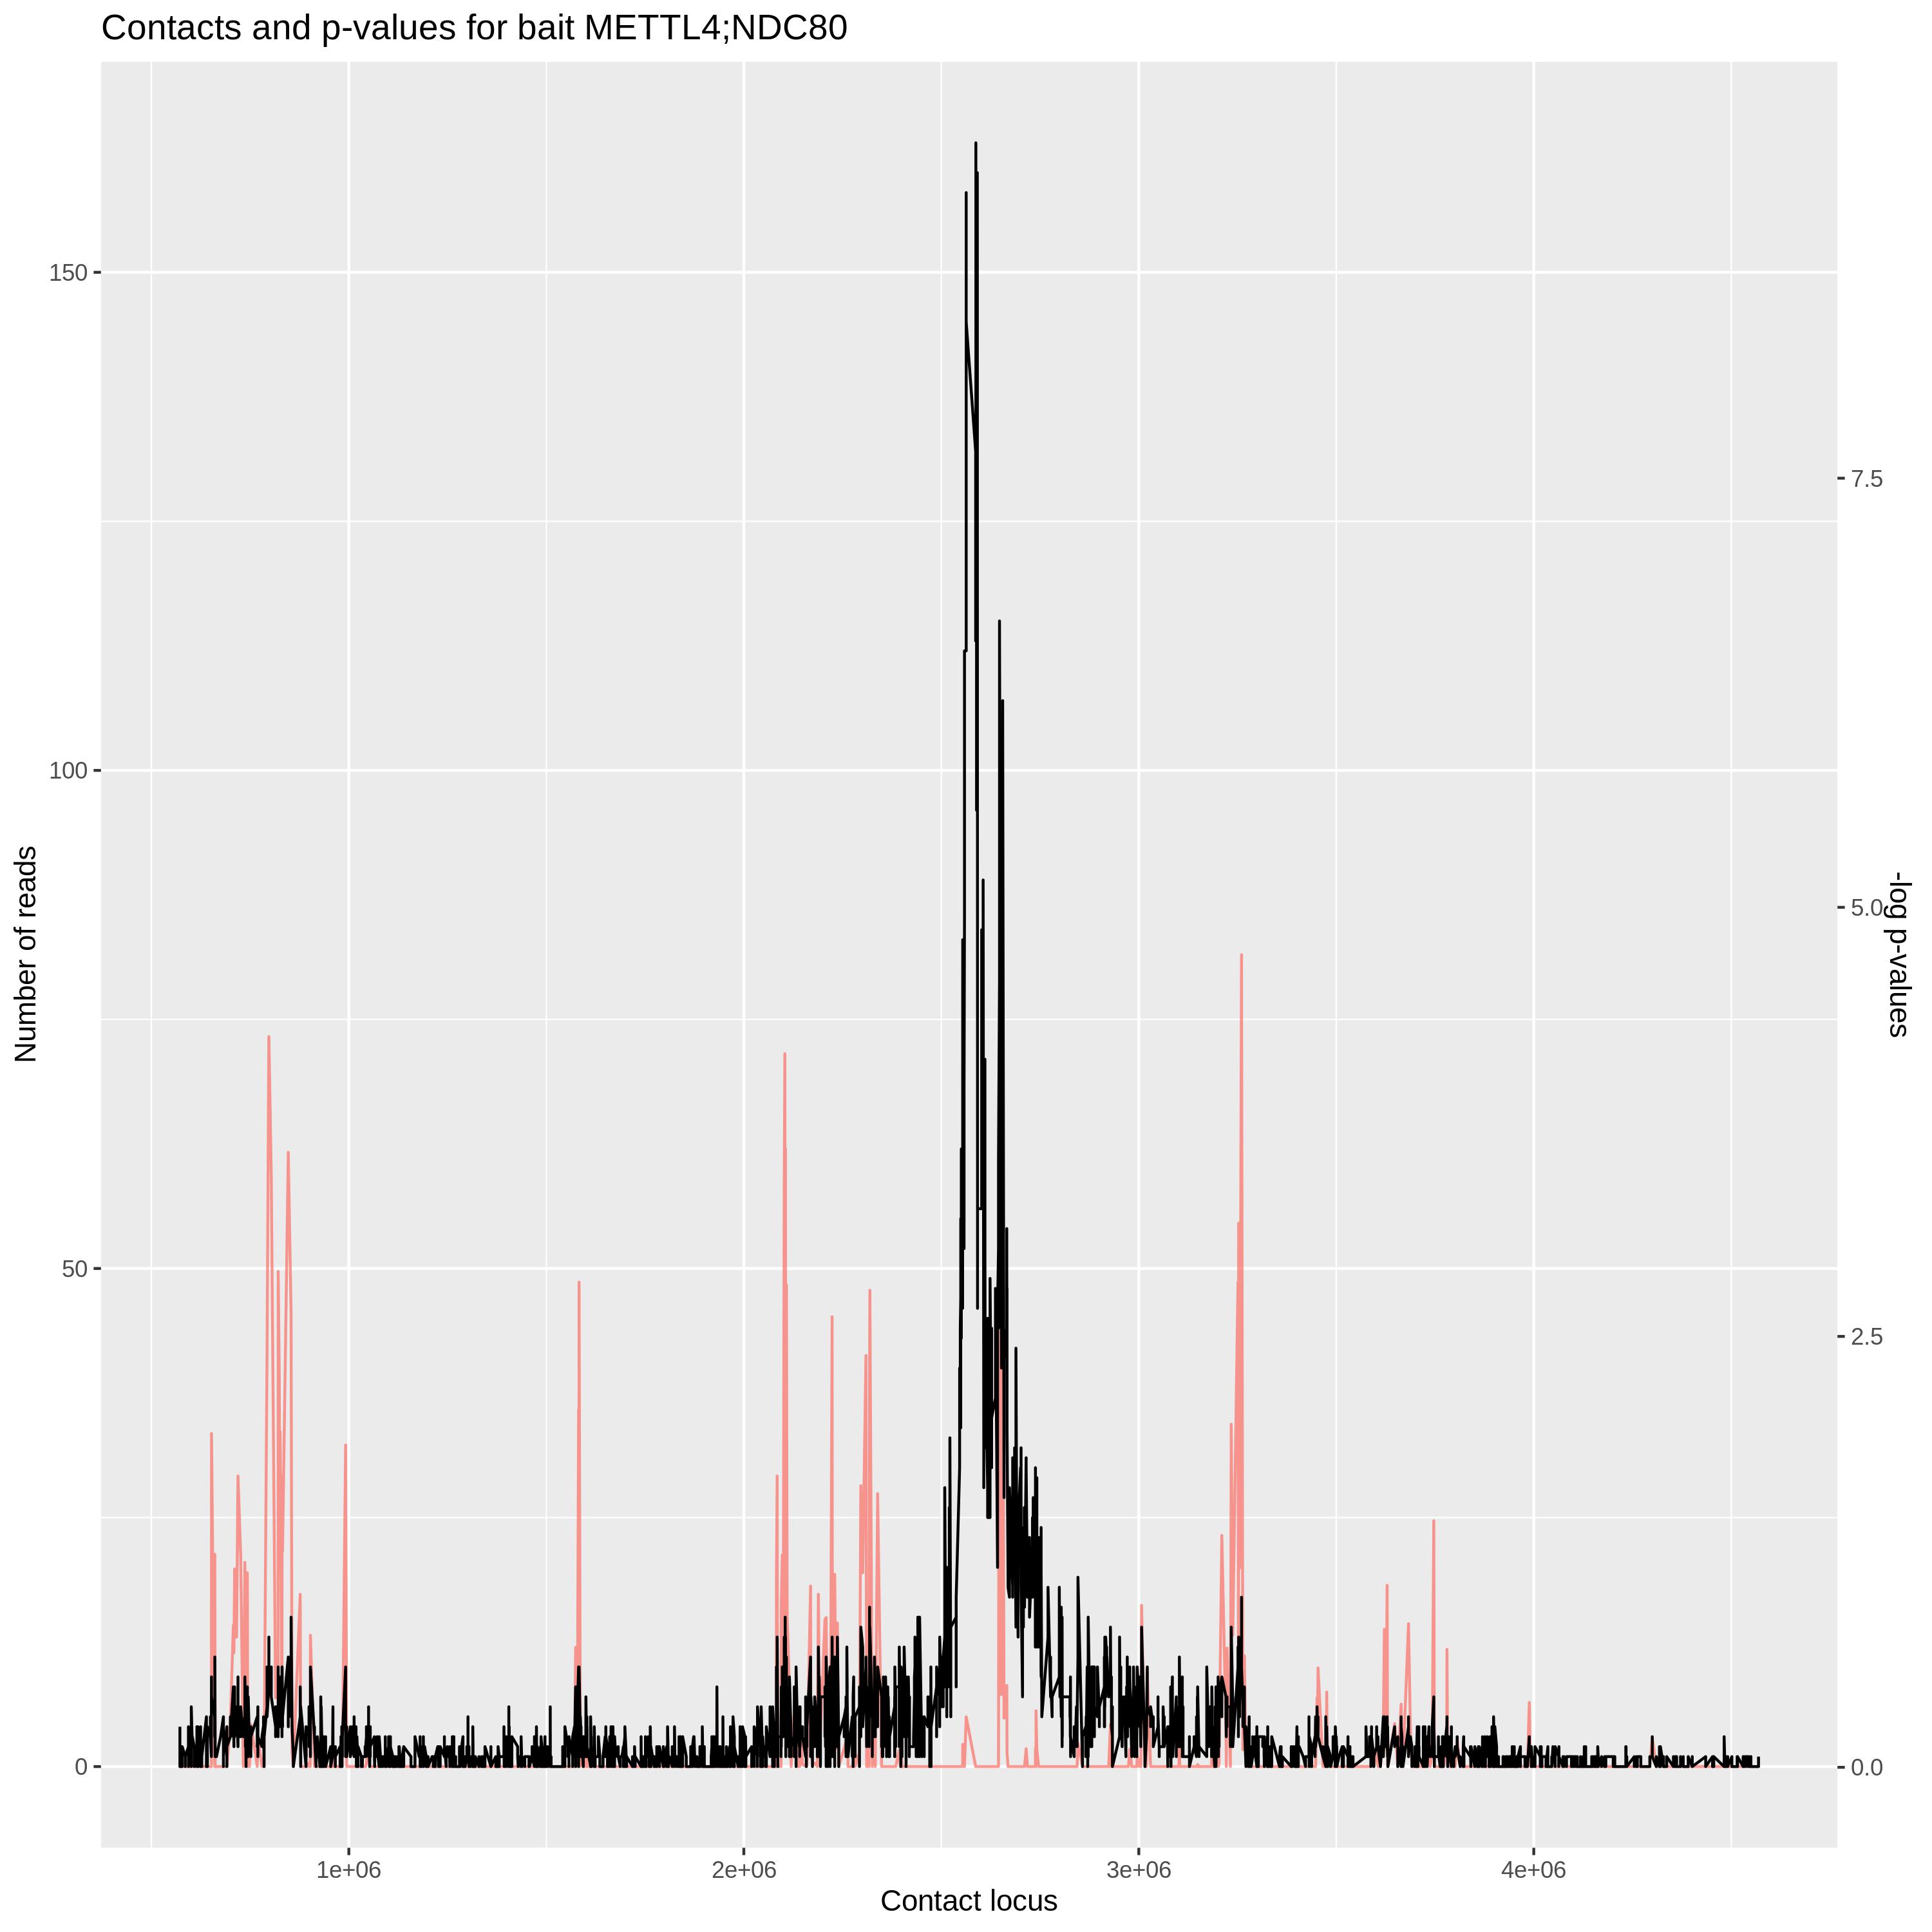 Contacts and p-values for bait METTL4;NDC80
150
100
50
0
Number of reads
7.5
5.0
2.5
0.0
-log p-values
1e+06
2e+06
3e+06
4e+06
Contact locus